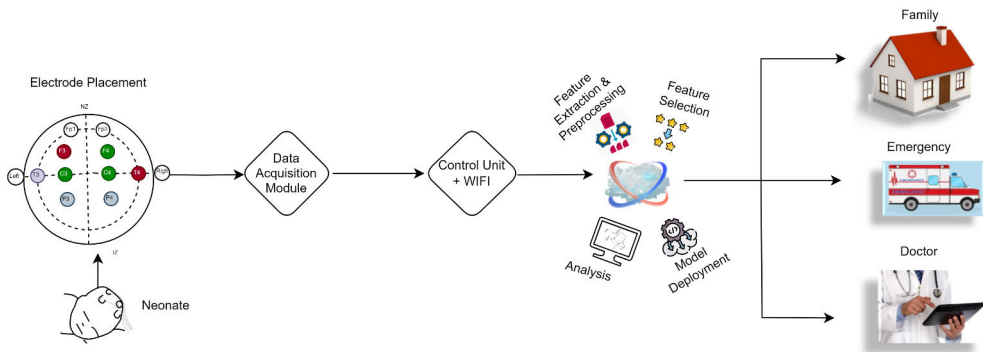 Family
Electrode Placement
NZ
Fp1
Fp2
F3
F4
Left
T3
C3
C4
T4
Righ
P3
P4
IZ
Neonate
Data
Acquisition
Module
Control Unit
+ WIFI
Feature
Extraction &
Preprocessing
Feature
Selection
Analysis
Model
Deployment
Emergency
Doctor